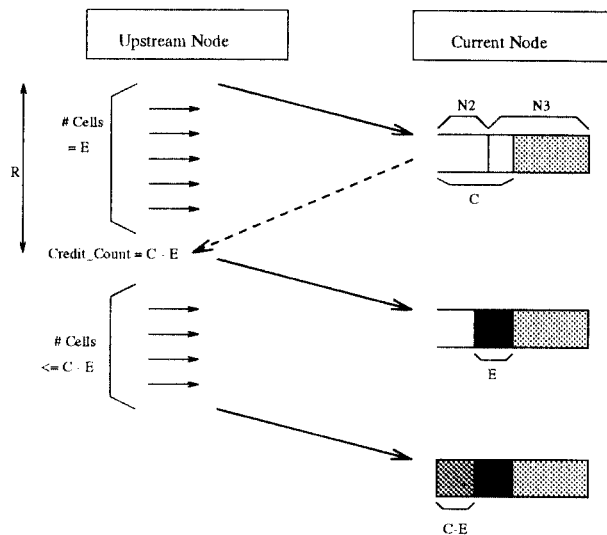 Upstream Node
Current Node
N2 N3
# Cells
= E
R
C
Credit_Count = C - E
# Cells
<= C - E
E
C-E